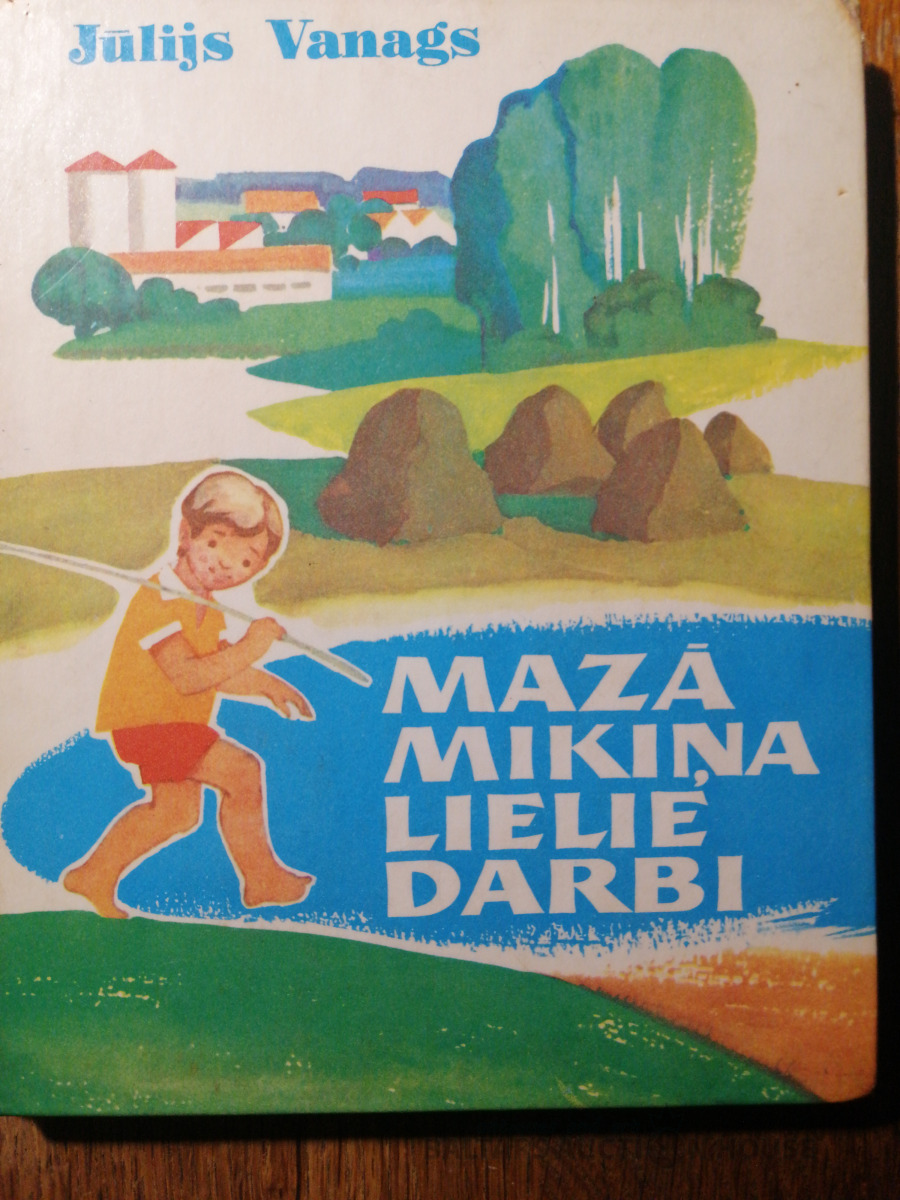 Jūlijs Vanags
MAZĀ
MIKIŅA
LIELIE
DARBI